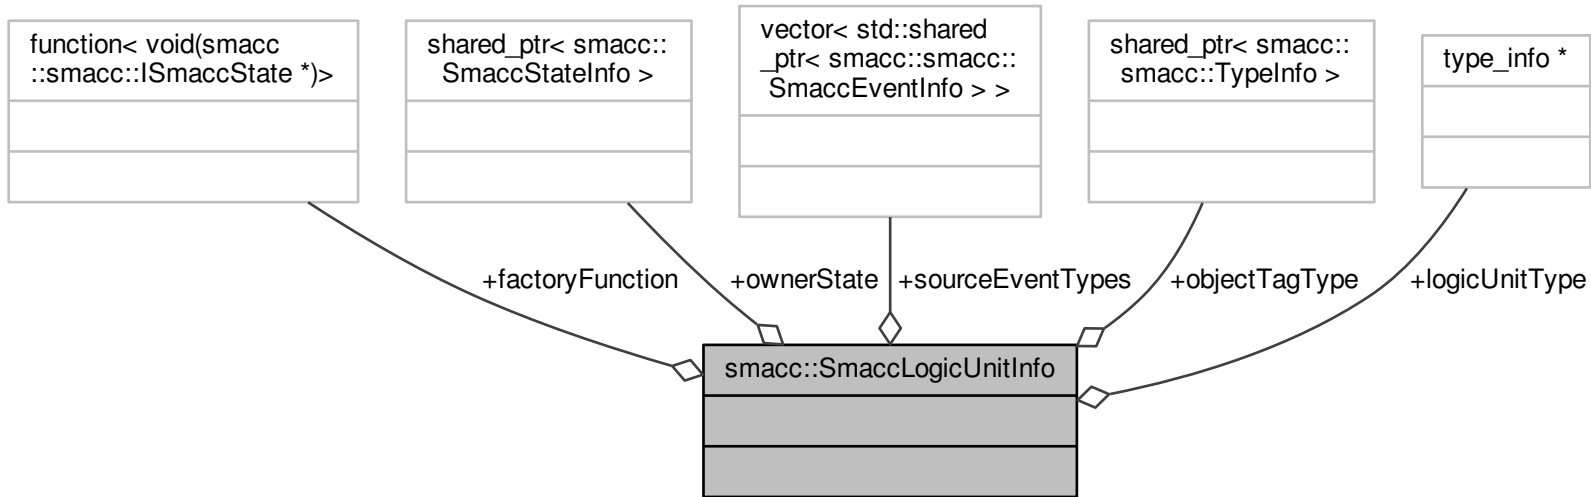 function< void(smacc
::smacc::ISmaccState *)>
shared_ptr< smacc::
SmaccStateInfo >
vector< std::shared
_ptr< smacc::smacc::
SmaccEventInfo > >
shared_ptr< smacc::
smacc::TypeInfo >
type_info *
+factoryFunction
+ownerState
+sourceEventTypes
+objectTagType
+logicUnitType
smacc::SmaccLogicUnitInfo